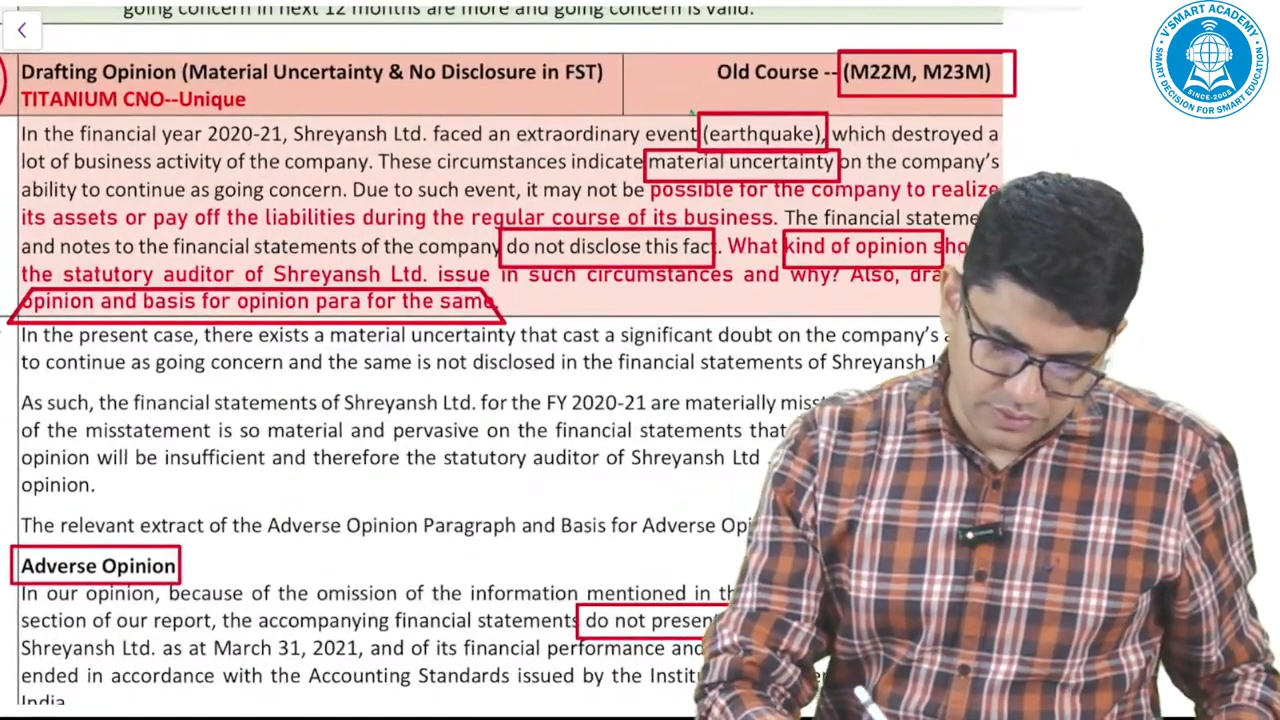 going concern in next 12 months are more and going concern is valid.
Drafting Opinion (Material Uncertainty & No Disclosure in FST)
Old Course -- (M22M, M23M)
TITANIUM CNO--Unique
In the financial year 2020-21, Shreyansh Ltd. faced an extraordinary event (earthquake), which destroyed a
lot of business activity of the company. These circumstances indicate material uncertainty on the company's
ability to continue as going concern. Due to such event, it may not be possible for the company to realize
its assets or pay off the liabilities during the regular course of its business. The financial
and notes to the financial statements of the company do not disclose this fact. What kind of opinion
the statutory auditor of Shreyansh Ltd. issue in such circumstances and why? Also,
opinion and basis for opinion para for the same.
In the present case, there exists a material uncertainty that cast a significant doubt on the company's
to continue as going concern and the same is not disclosed in the financial statements of Shreyansh
As such, the financial statements of Shreyansh Ltd. for the FY 2020-21 are materially
of the misstatement is so material and pervasive on the financial statements that
opinion will be insufficient and therefore the statutory auditor of Shreyansh Ltd
opinion.
The relevant extract of the Adverse Opinion Paragraph and Basis for Adverse
Adverse Opinion
In our opinion, because of the omission of the information mentioned in
section of our report, the accompanying financial statements do not
Shreyansh Ltd. as at March 31, 2021, and of its financial performance and
ended in accordance with the Accounting Standards issued by the
India.
V'SMART ACADEMY
SINCE-2005
SMART DECISION FOR SMART EDUCATION